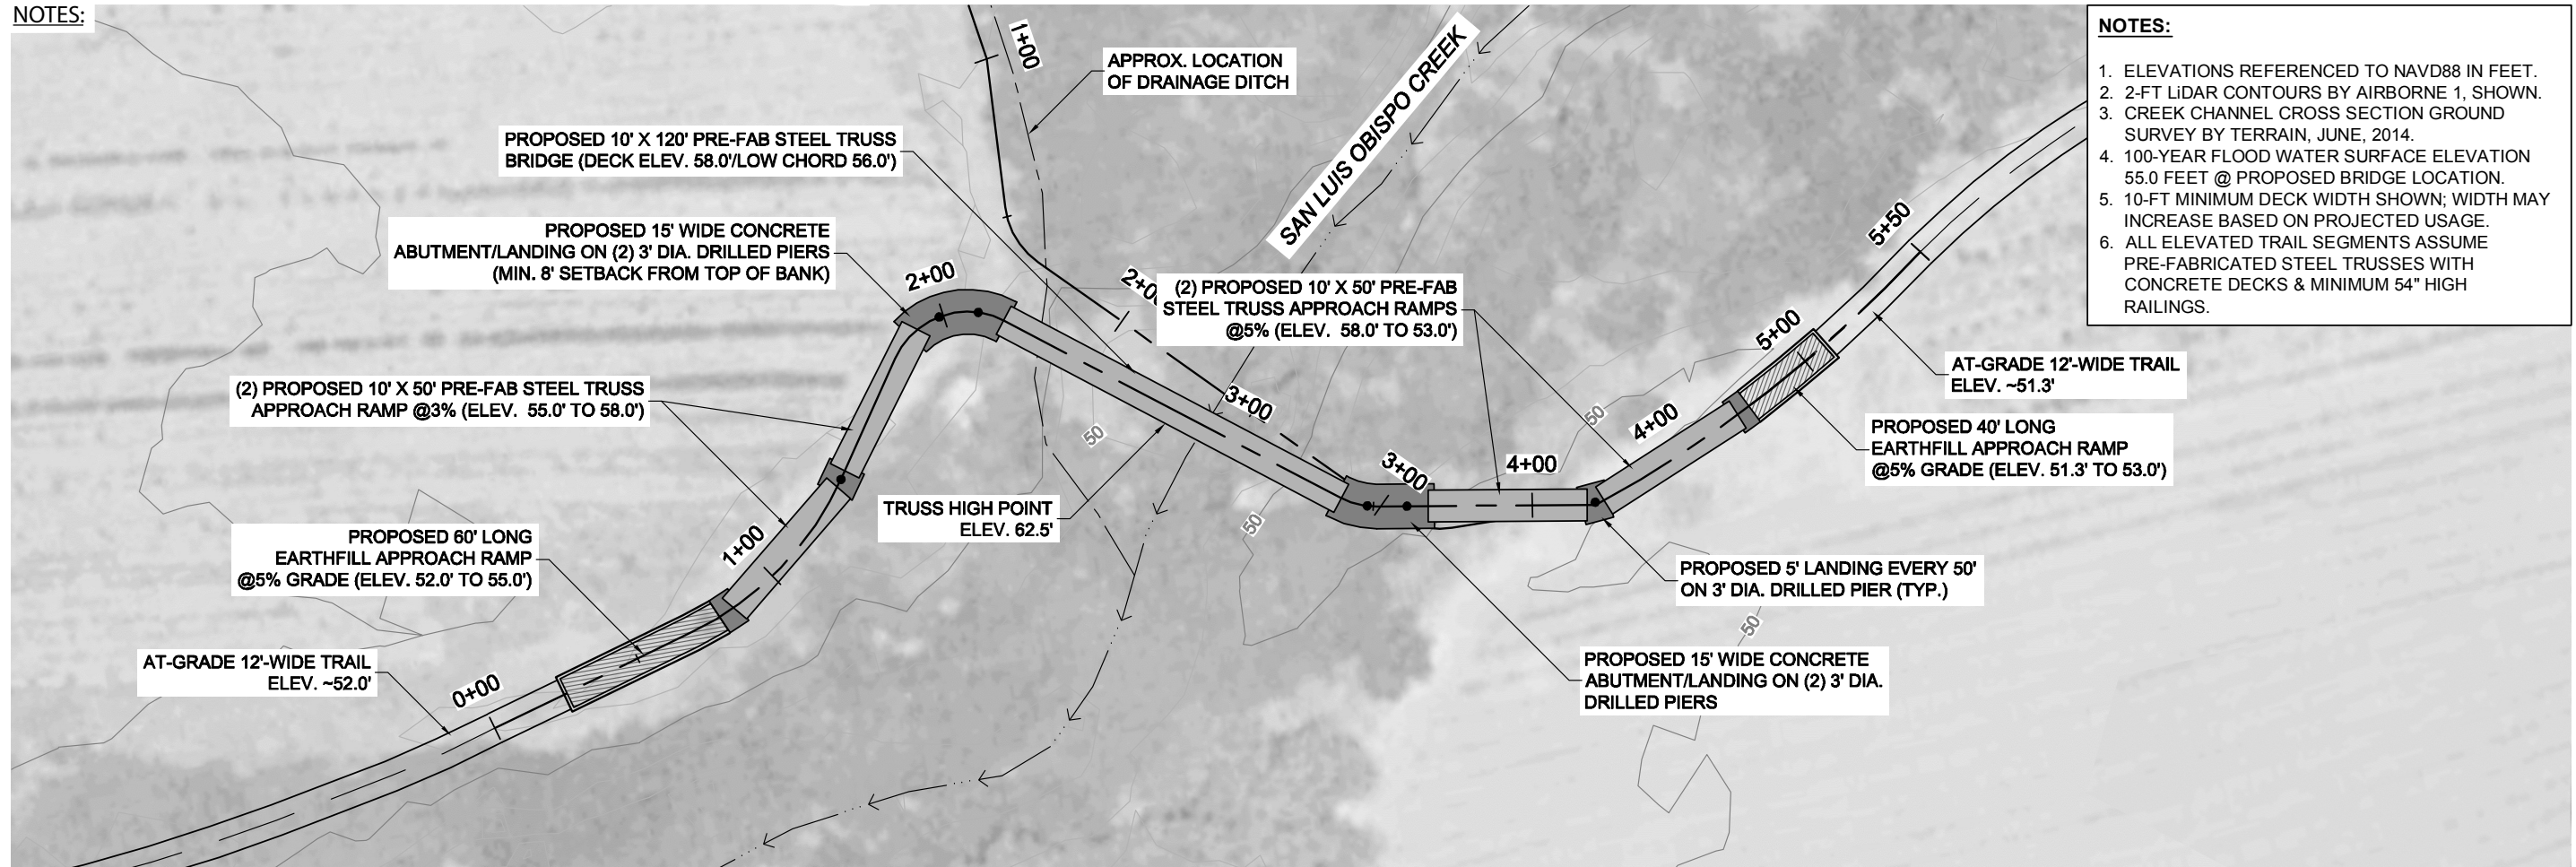 NOTES:
1+00
APPROX. LOCATION
OF DRAINAGE DITCH
SAN LUIS OBISPO CREEK
PROPOSED 10' X 120' PRE-FAB STEEL TRUSS
BRIDGE (DECK ELEV. 58.0'/LOW CHORD 56.0')
PROPOSED 15' WIDE CONCRETE
ABUTMENT/LANDING ON (2) 3' DIA. DRILLED PIERS
(MIN. 8' SETBACK FROM TOP OF BANK)
2+00
2+00
(2) PROPOSED 10' X 50' PRE-FAB
STEEL TRUSS APPROACH RAMPS
@5% (ELEV. 58.0' TO 53.0')
(2) PROPOSED 10' X 50' PRE-FAB STEEL TRUSS
APPROACH RAMP @3% (ELEV. 55.0' TO 58.0')
3+00
50
TRUSS HIGH POINT
ELEV. 62.5'
50
3+00
4+00
50
4+00
5+00
5+50
PROPOSED 60' LONG
EARTHFILL APPROACH RAMP
@5% GRADE (ELEV. 52.0' TO 55.0')
1+00
AT-GRADE 12'-WIDE TRAIL
ELEV. ~52.0'
0+00
AT-GRADE 12'-WIDE TRAIL
ELEV. ~51.3'
PROPOSED 40' LONG
EARTHFILL APPROACH RAMP
@5% GRADE (ELEV. 51.3' TO 53.0')
PROPOSED 5' LANDING EVERY 50'
ON 3' DIA. DRILLED PIER (TYP.)
50
PROPOSED 15' WIDE CONCRETE
ABUTMENT/LANDING ON (2) 3' DIA.
DRILLED PIERS
NOTES:
1. ELEVATIONS REFERENCED TO NAVD88 IN FEET.
2. 2-FT LiDAR CONTOURS BY AIRBORNE 1, SHOWN.
3. CREEK CHANNEL CROSS SECTION GROUND
SURVEY BY TERRAIN, JUNE, 2014.
4. 100-YEAR FLOOD WATER SURFACE ELEVATION
55.0 FEET @ PROPOSED BRIDGE LOCATION.
5. 10-FT MINIMUM DECK WIDTH SHOWN; WIDTH MAY
INCREASE BASED ON PROJECTED USAGE.
6. ALL ELEVATED TRAIL SEGMENTS ASSUME
PRE-FABRICATED STEEL TRUSSES WITH
CONCRETE DECKS & MINIMUM 54" HIGH
RAILINGS.